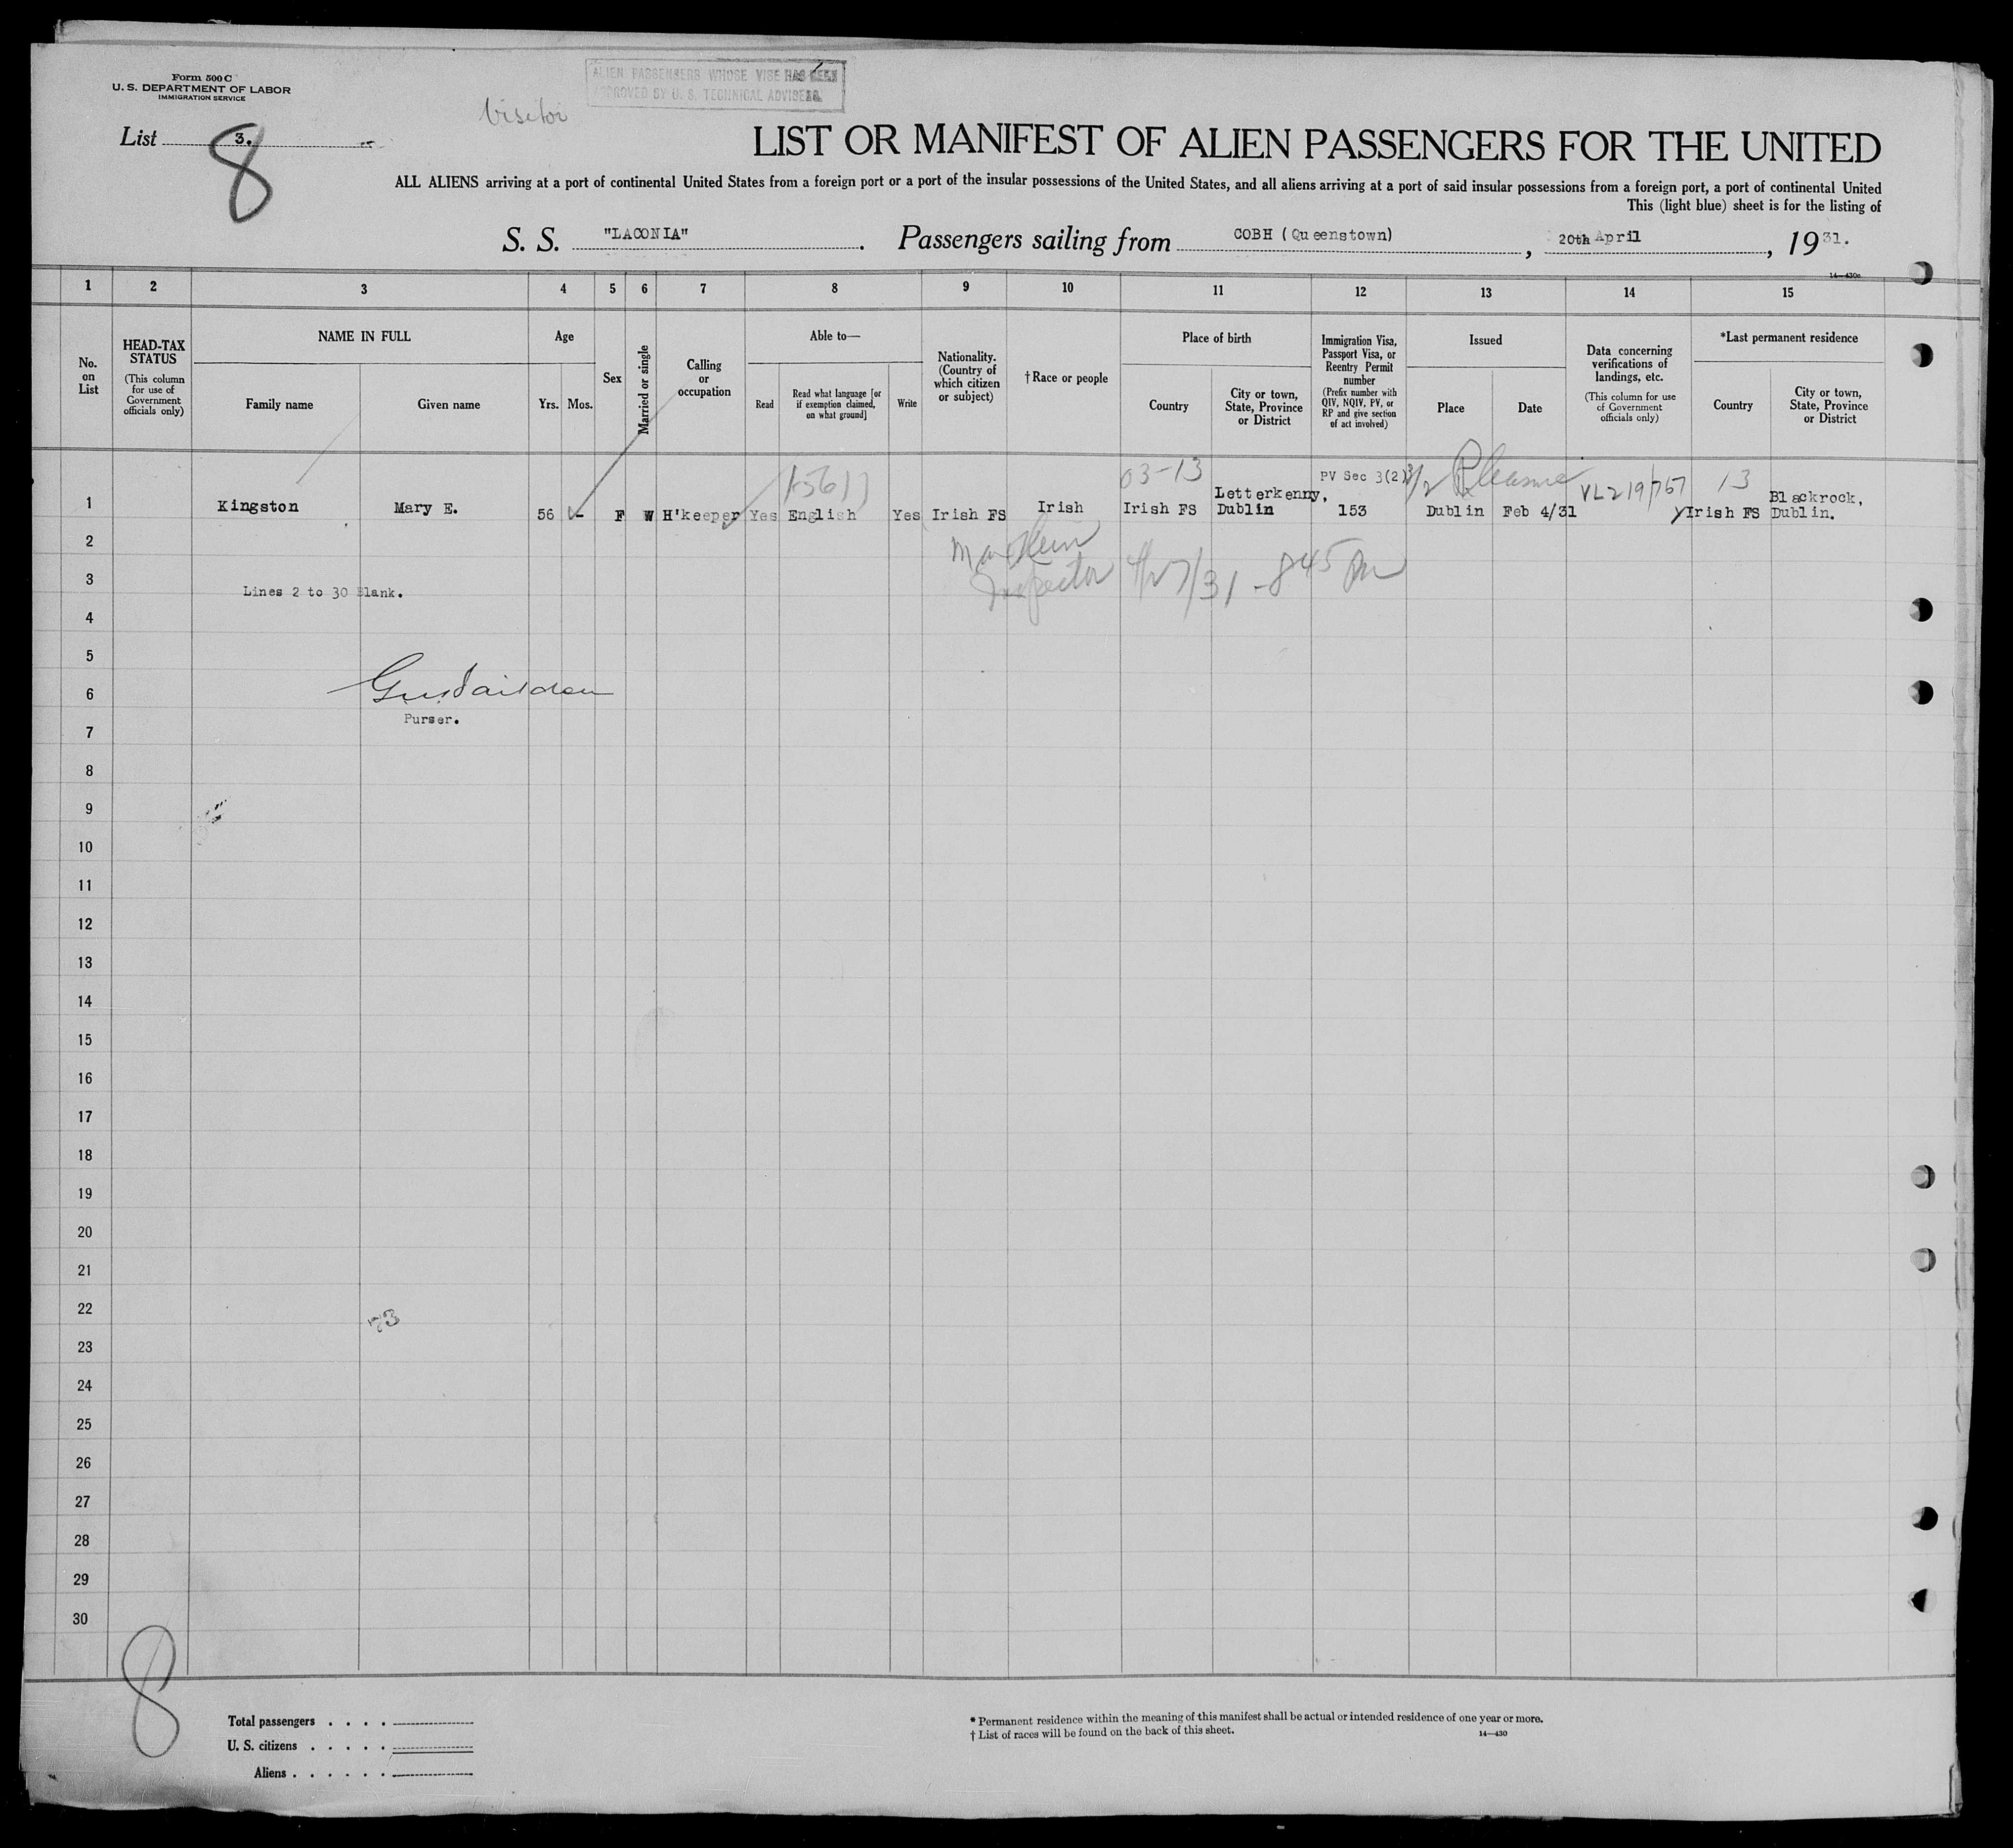 Form 500 C
U. S. DEPARTMENT OF LABOR
IMMIGRATION SERVICE
ALIEN PASSENGERS WHOSE VISE HAS BEEN
APPROVED BY U. S. TECHNICAL ADVISERS.
Visitor
List 3.
8
LIST OR MANIFEST OF ALIEN PASSENGERS FOR THE UNITED
ALL ALIENS arriving at a port of continental United States from a foreign port or a port of the insular possessions of the United States, and all aliens arriving at a port of said insular possessions from a foreign port, a port of continental United
This (light blue) sheet is for the listing of
S. S. "LACONIA". Passengers sailing from COBH (Queenstown), 20th April, 1931.
14—430c
1 2 3 4 5 6 7 8 9 10 11 12 13 14 15
No. on List
HEAD-TAX STATUS
(This column for use of Government officials only)
NAME IN FULL
Family name
Given name
Age
Yrs.
Mos.
Sex
Married or single
Calling or occupation
Able to—
Read
Read what language [or if exemption claimed, on what ground]
Write
Nationality. (Country of which citizen or subject)
†Race or people
Place of birth
Country
City or town, State, Province or District
Immigration Visa, Passport Visa, or Reentry Permit number
(Prefix number with QIV, NQIV, PV, or RP and give section of act involved)
Issued
Place
Date
Data concerning verifications of landings, etc.
(This column for use of Government officials only)
*Last permanent residence
Country
City or town, State, Province or District
03-13 PV Sec 3(2) Pleasure 13
1 Kingston Mary E. 56 - F W H'keeper Yes English Yes Irish FS Irish Irish FS Letterkenny, Dublin 153 Dublin Feb 4/31 Irish FS Blackrock, Dublin.
2
Inspector 4/27/31 - 845 Pm
3
Lines 2 to 30 Blank.
4
5
6
Purser.
7
8
9
10
11
12
13
14
15
16
17
18
19
20
21
22
73
23
24
25
26
27
28
29
30
8
Total passengers . . . .
U. S. citizens . . . . .
Aliens . . . . . .
* Permanent residence within the meaning of this manifest shall be actual or intended residence of one year or more.
† List of races will be found on the back of this sheet.
14—430